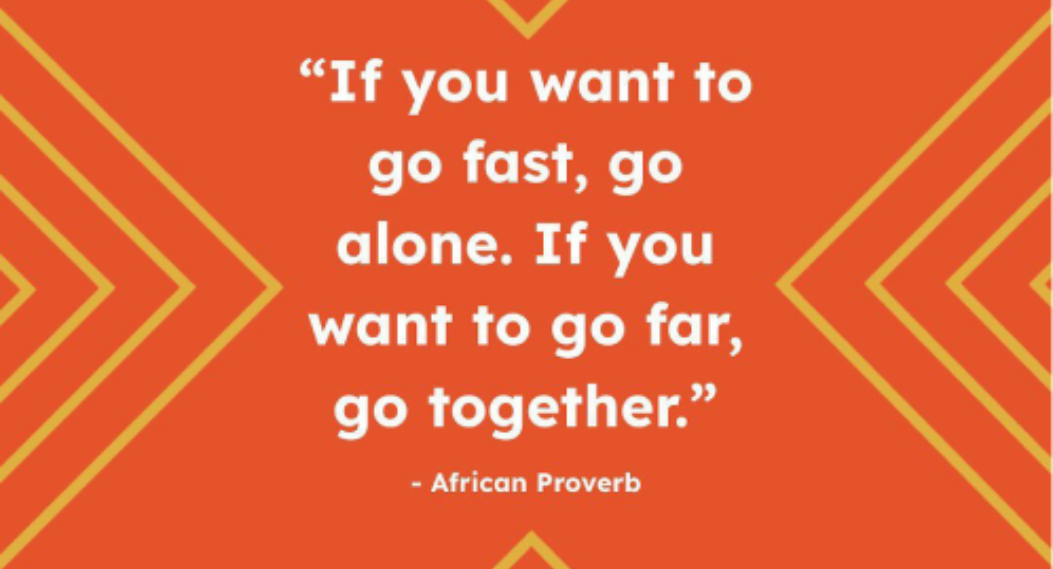 “If you want to
go fast, go
alone. If you
want to go far,
go together.”
- African Proverb